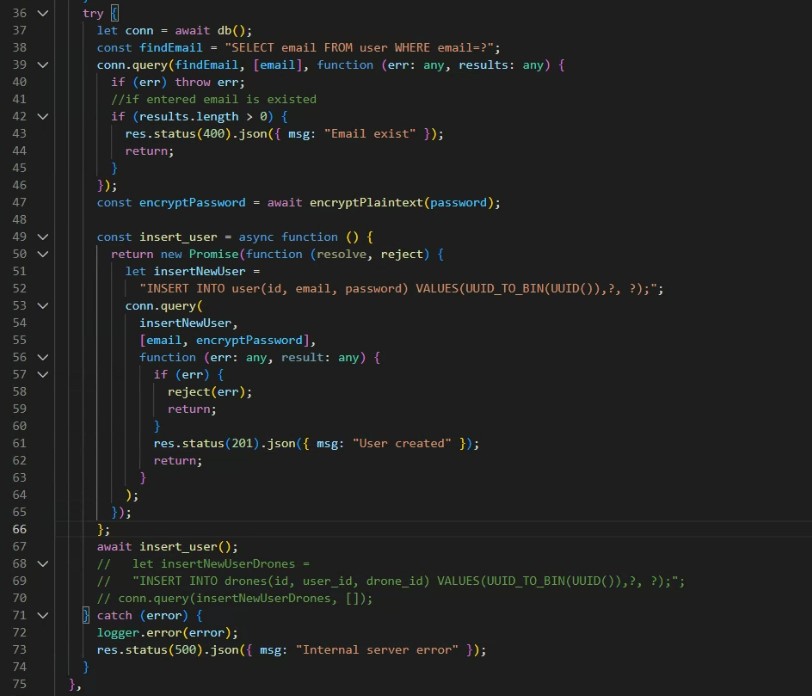 36 try {
37 let conn = await db();
38 const findEmail = "SELECT email FROM user WHERE email=?";
39 conn.query(findEmail, [email], function (err: any, results: any) {
40 if (err) throw err;
41 //if entered email is existed
42 if (results.length > 0) {
43 res.status(400).json({ msg: "Email exist" });
44 return;
45 }
46 });
47 const encryptPassword = await encryptPlaintext(password);
48
49 const insert_user = async function () {
50 return new Promise(function (resolve, reject) {
51 let insertNewUser =
52 "INSERT INTO user(id, email, password) VALUES(UUID_TO_BIN(UUID()),?, ?);";
53 conn.query(
54 insertNewUser,
55 [email, encryptPassword],
56 function (err: any, result: any) {
57 if (err) {
58 reject(err);
59 return;
60 }
61 res.status(201).json({ msg: "User created" });
62 return;
63 }
64 );
65 });
66 };
67 await insert_user();
68 // let insertNewUserDrones =
69 // "INSERT INTO drones(id, user_id, drone_id) VALUES(UUID_TO_BIN(UUID()),?, ?);";
70 // conn.query(insertNewUserDrones, []);
71 } catch (error) {
72 logger.error(error);
73 res.status(500).json({ msg: "Internal server error" });
74 }
75 },